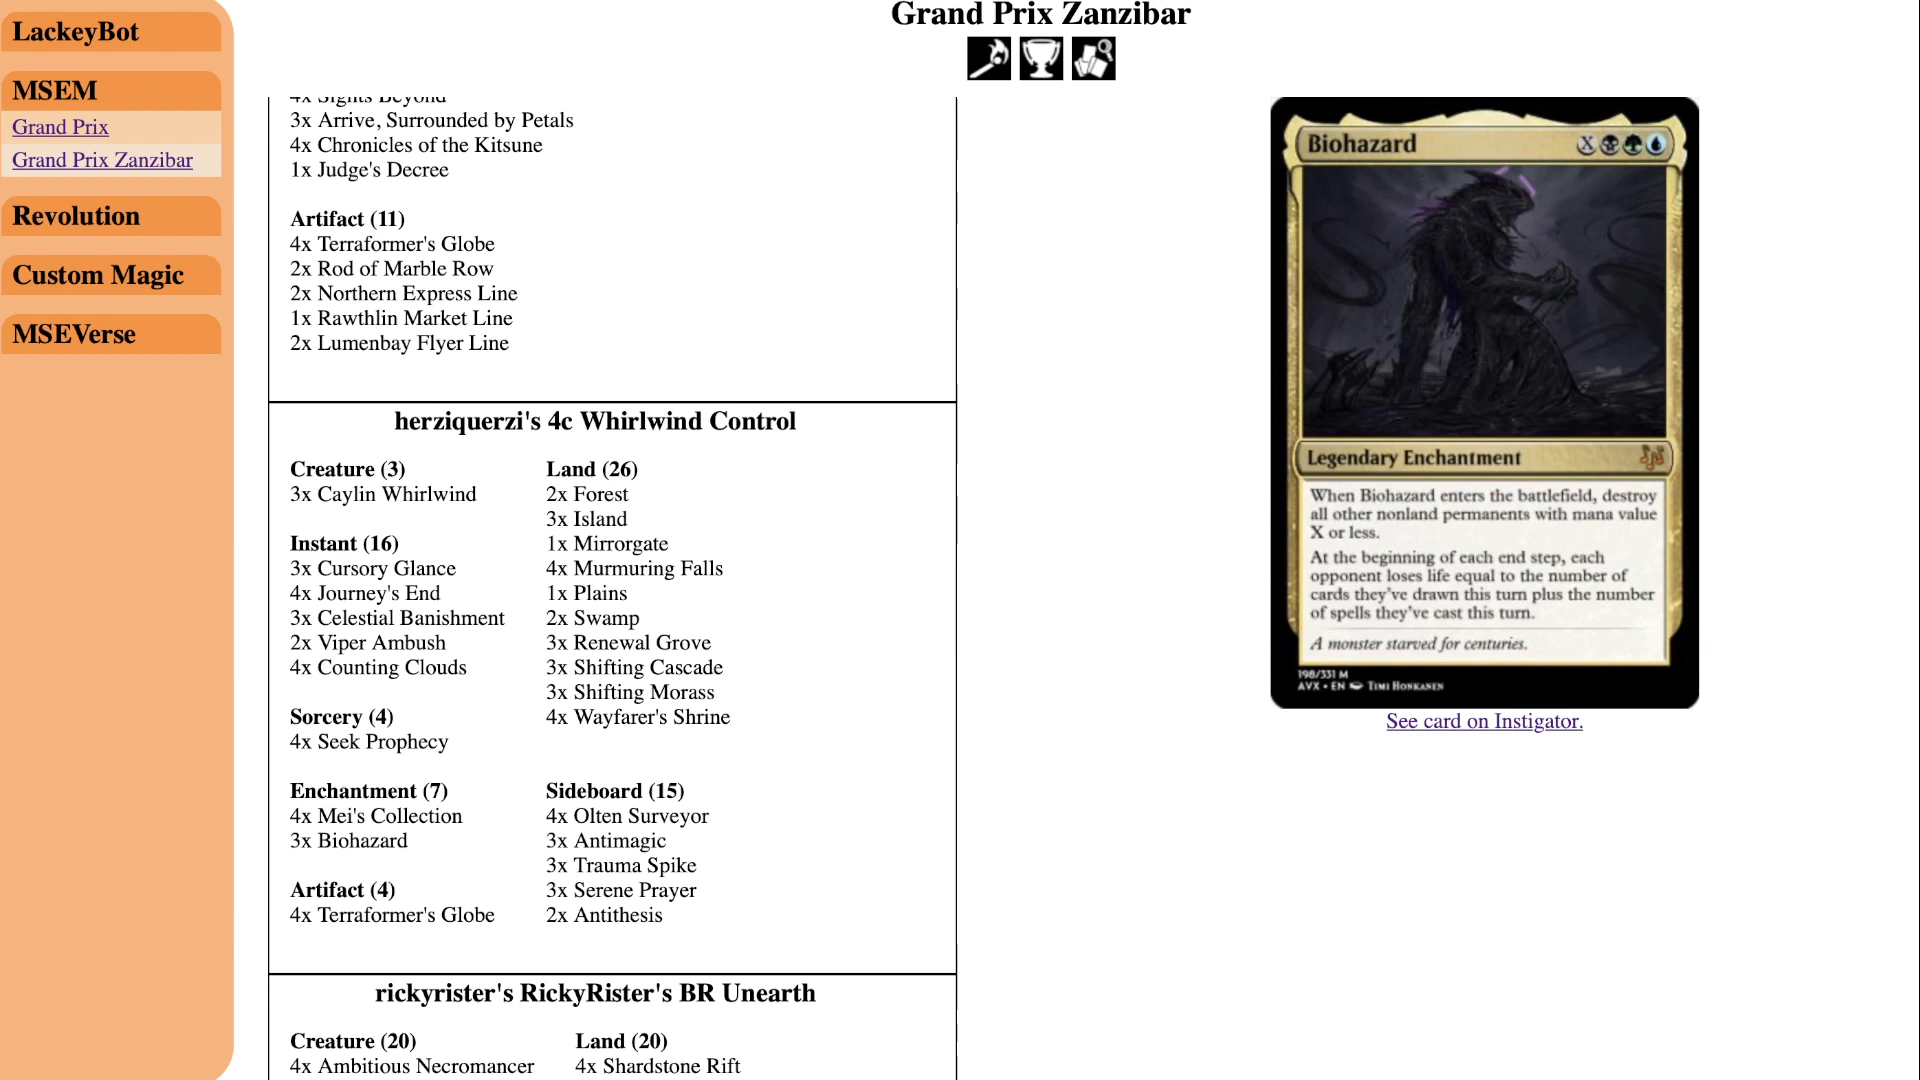 LackeyBot
MSEM
Grand Prix
Grand Prix Zanzibar
Revolution
Custom Magic
MSEVerse
Grand Prix Zanzibar
4x Sights Beyond
3x Arrive, Surrounded by Petals
4x Chronicles of the Kitsune
1x Judge's Decree
Artifact (11)
4x Terraformer's Globe
2x Rod of Marble Row
2x Northern Express Line
1x Rawthlin Market Line
2x Lumenbay Flyer Line
herziquerzi's 4c Whirlwind Control
Creature (3)
3x Caylin Whirlwind
Instant (16)
3x Cursory Glance
4x Journey's End
3x Celestial Banishment
2x Viper Ambush
4x Counting Clouds
Sorcery (4)
4x Seek Prophecy
Enchantment (7)
4x Mei's Collection
3x Biohazard
Artifact (4)
4x Terraformer's Globe
Land (26)
2x Forest
3x Island
1x Mirrorgate
4x Murmuring Falls
1x Plains
2x Swamp
3x Renewal Grove
3x Shifting Cascade
3x Shifting Morass
4x Wayfarer's Shrine
Sideboard (15)
4x Olten Surveyor
3x Antimagic
3x Trauma Spike
3x Serene Prayer
2x Antithesis
rickyrister's RickyRister's BR Unearth
Creature (20)
4x Ambitious Necromancer
Land (20)
4x Shardstone Rift
Biohazard X
Legendary Enchantment
When Biohazard enters the battlefield, destroy
all other nonland permanents with mana value
X or less.
At the beginning of each end step, each
opponent loses life equal to the number of
cards they've drawn this turn plus the number
of spells they've cast this turn.
A monster starved for centuries.
198/331 M
AVX • EN TIMI HONKANEN
See card on Instigator.